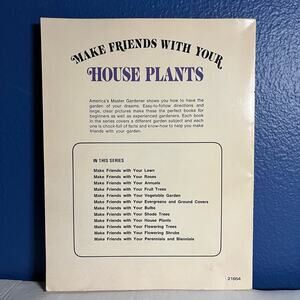 MAKE FRIENDS WITH YOUR
HOUSE PLANTS
America's Master Gardener shows you how to have the
garden of your dreams. Easy-to-follow directions and
large, clear pictures make these the perfect books for
beginners as well as experienced gardeners. Each book
in the series covers a different garden subject and each
one is chock-full of facts and know-how to help you make
friends with your garden.
IN THIS SERIES
Make Friends with Your Lawn
Make Friends with Your Roses
Make Friends with Your Annuals
Make Friends with Your Fruit Trees
Make Friends with Your Vegetable Garden
Make Friends with Your Evergreens and Ground Covers
Make Friends with Your Bulbs
Make Friends with Your Shade Trees
Make Friends with Your House Plants
Make Friends with Your Flowering Trees
Make Friends with Your Flowering Shrubs
Make Friends with Your Perennials and Biennials
21654